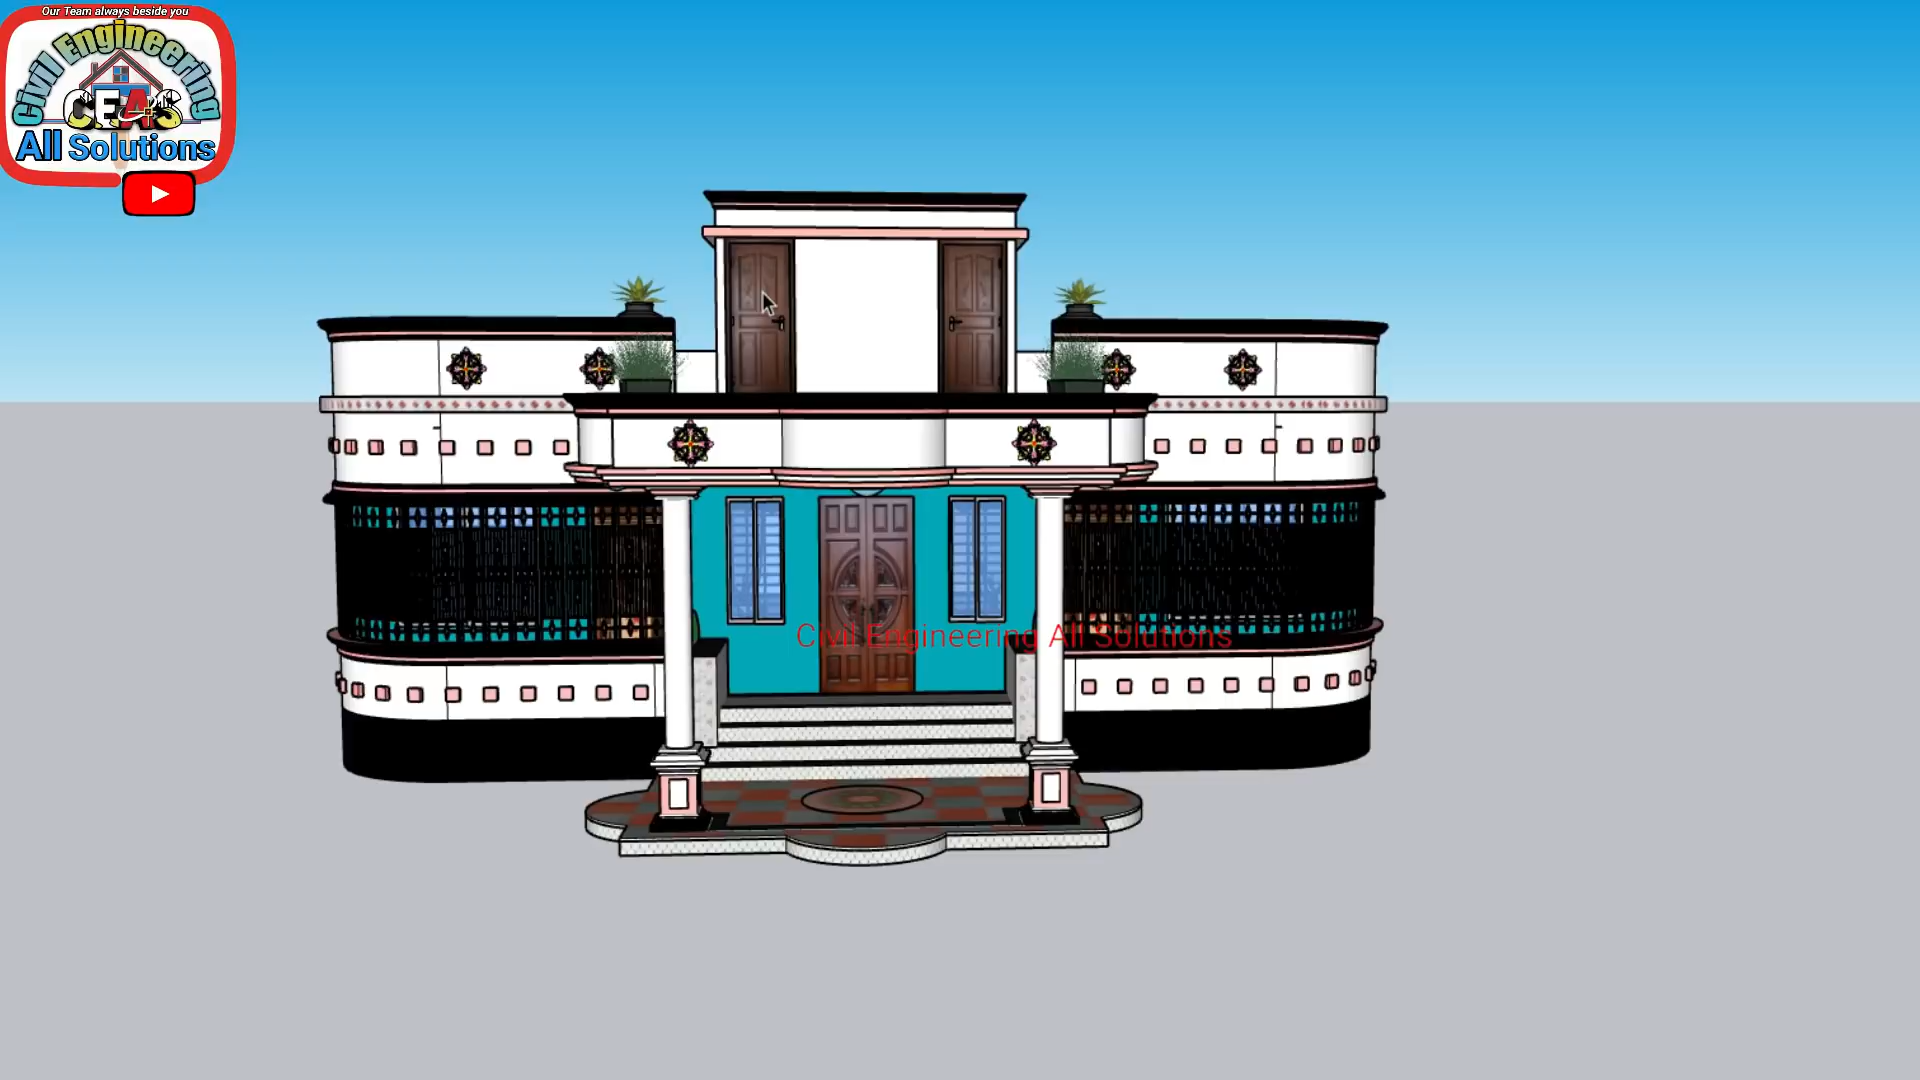 Our Team always beside you
Civil Engineering
CEAS
All Solutions
Civil Engineering All Solutions